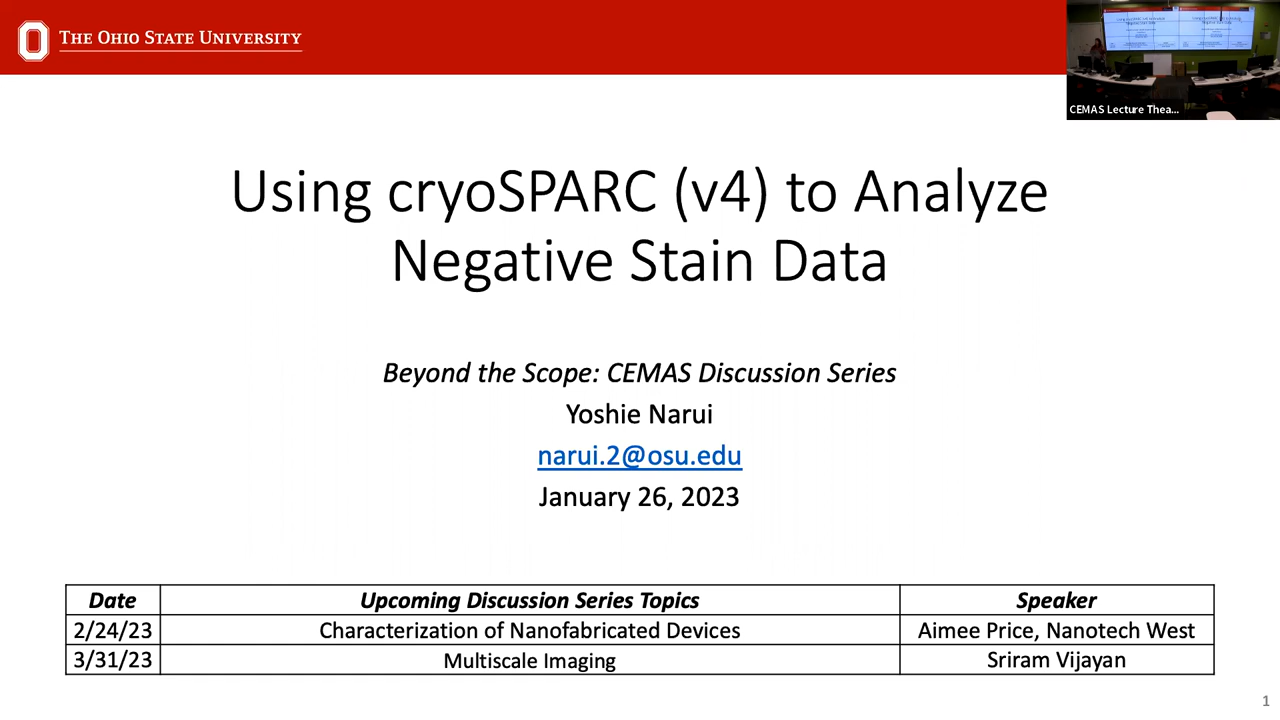 THE OHIO STATE UNIVERSITY
CEMAS Lecture Thea...
Using cryoSPARC (v4) to Analyze
Negative Stain Data
Beyond the Scope: CEMAS Discussion Series
Yoshie Narui
narui.2@osu.edu
January 26, 2023
Date Upcoming Discussion Series Topics Speaker
2/24/23 Characterization of Nanofabricated Devices Aimee Price, Nanotech West
3/31/23 Multiscale Imaging Sriram Vijayan
1